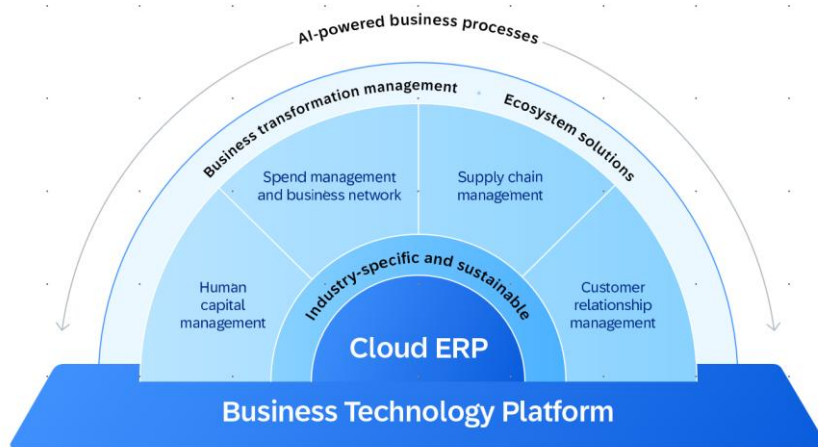 AI-powered business processes
Business transformation management
Ecosystem solutions
Spend management
and business network
Supply chain
management
Human
capital
management
Industry-specific and sustainable
Customer
relationship
management
Cloud ERP
Business Technology Platform